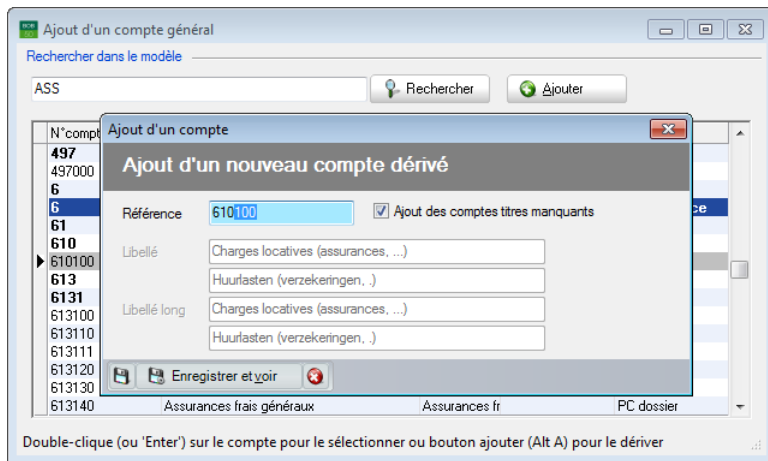 Ajout d'un compte général
Rechercher dans le modèle
ASS
Rechercher
Ajouter
N°compt
497
497000
6
6
ce
61
610
610100
613
6131
613100
613110
613111
613120
613130
613140 Assurances frais généraux Assurances fr PC dossier
Ajout d'un compte
Ajout d'un nouveau compte dérivé
Référence 610100 Ajout des comptes titres manquants
Libellé Charges locatives (assurances, ...)
Huurlasten (verzekeringen, .)
Libellé long Charges locatives (assurances, ...)
Huurlasten (verzekeringen, .)
Enregistrer et voir
Double-clique (ou 'Enter') sur le compte pour le sélectionner ou bouton ajouter (Alt A) pour le dériver